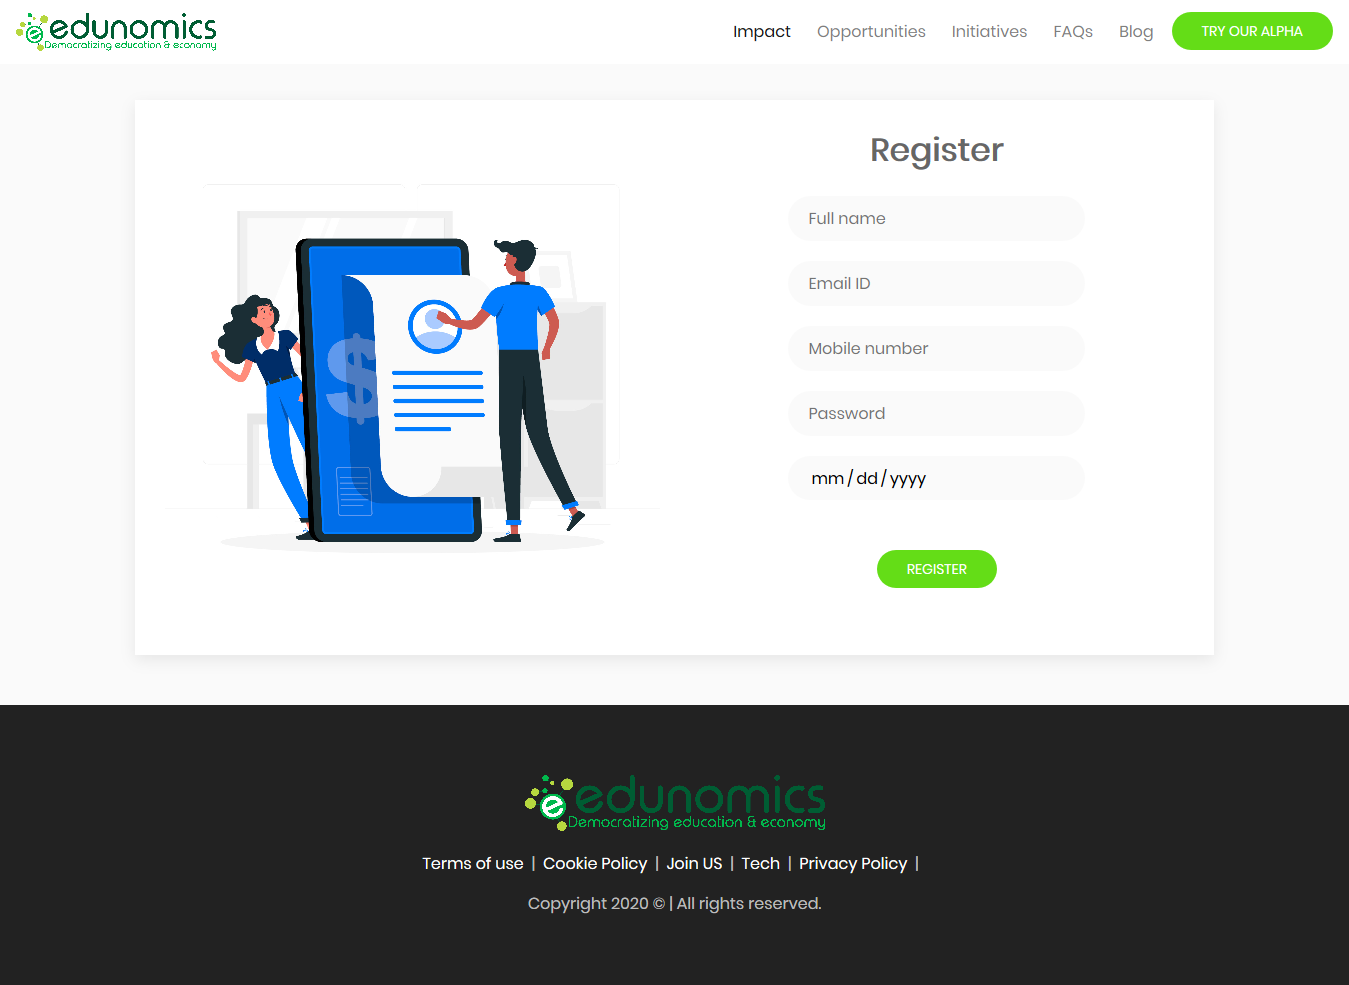 edunomics
Democratizing education & economy
Impact Opportunities Initiatives FAQs Blog TRY OUR ALPHA
Register
Full name
Email ID
Mobile number
Password
mm/dd/yyyy
REGISTER
$
e edunomics
Democratizing education & economy
Terms of use | Cookie Policy | Join US | Tech | Privacy Policy |
Copyright 2020 © | All rights reserved.